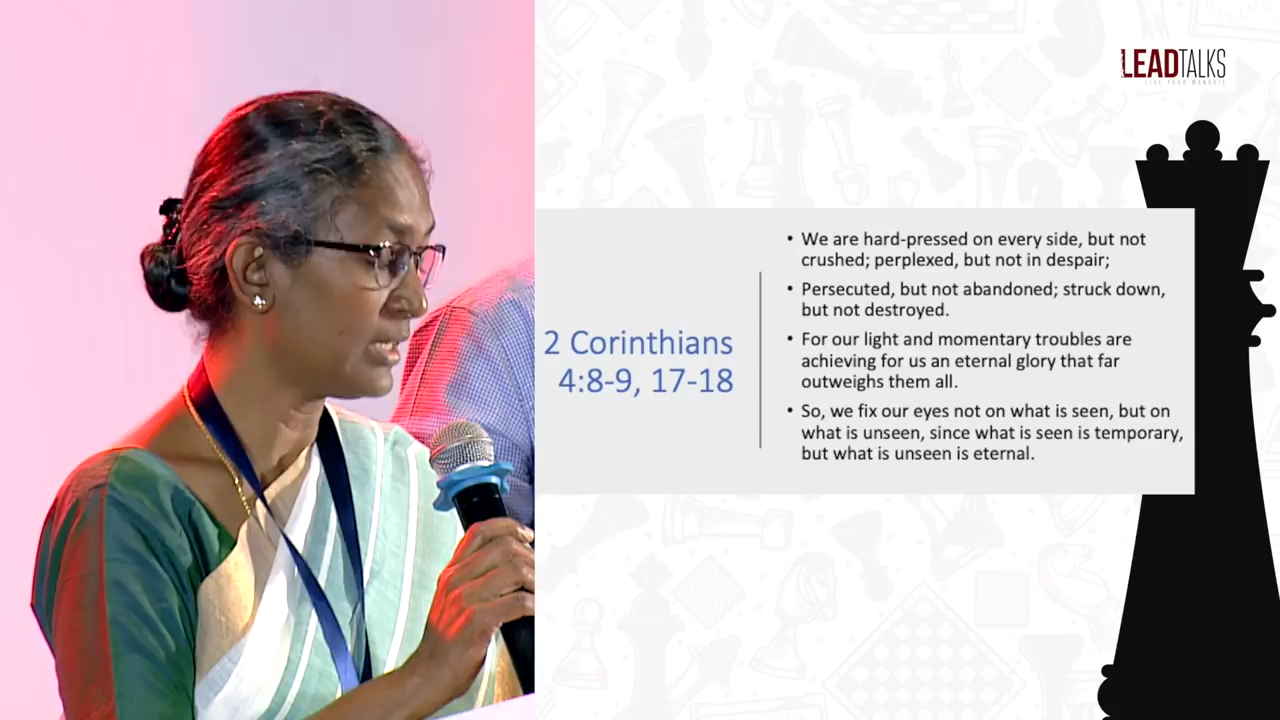 LEADTALKS
LIVE YOUR MANDATE
2 Corinthians
4:8-9, 17-18
• We are hard-pressed on every side, but not
crushed; perplexed, but not in despair;
• Persecuted, but not abandoned; struck down,
but not destroyed.
• For our light and momentary troubles are
achieving for us an eternal glory that far
outweighs them all.
• So, we fix our eyes not on what is seen, but on
what is unseen, since what is seen is temporary,
but what is unseen is eternal.